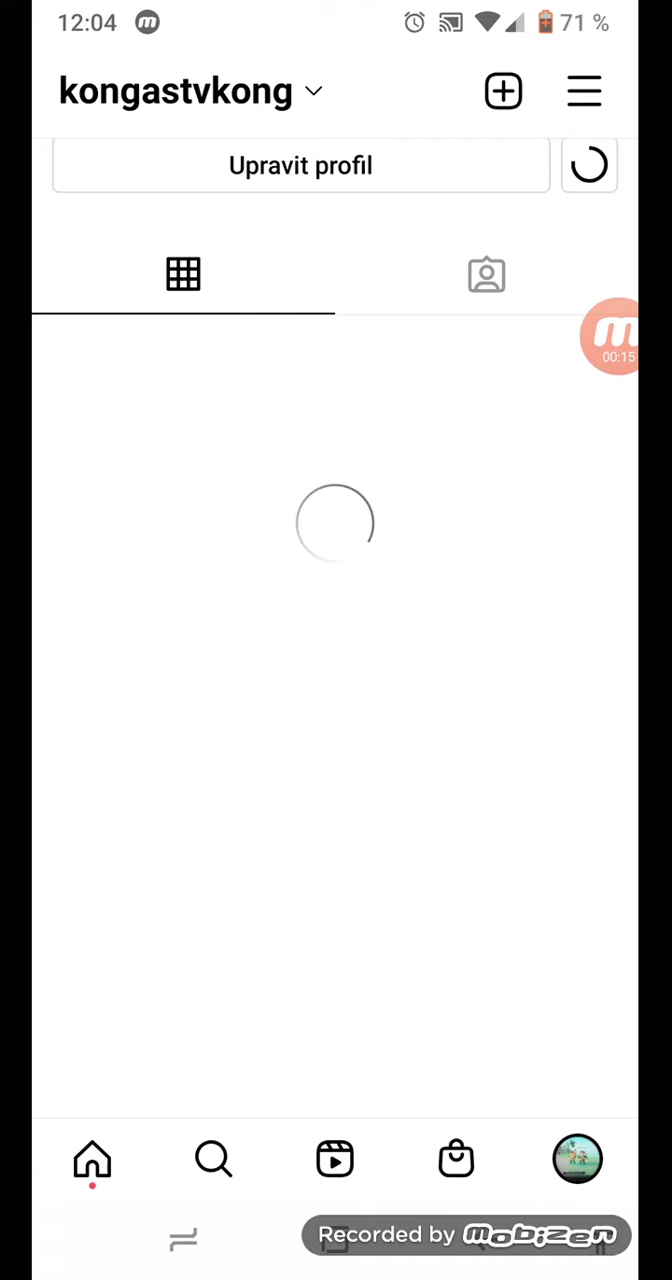 12:04 m 71 %
kongastvkong
Upravit profil
m
00:15
Recorded by mobizen